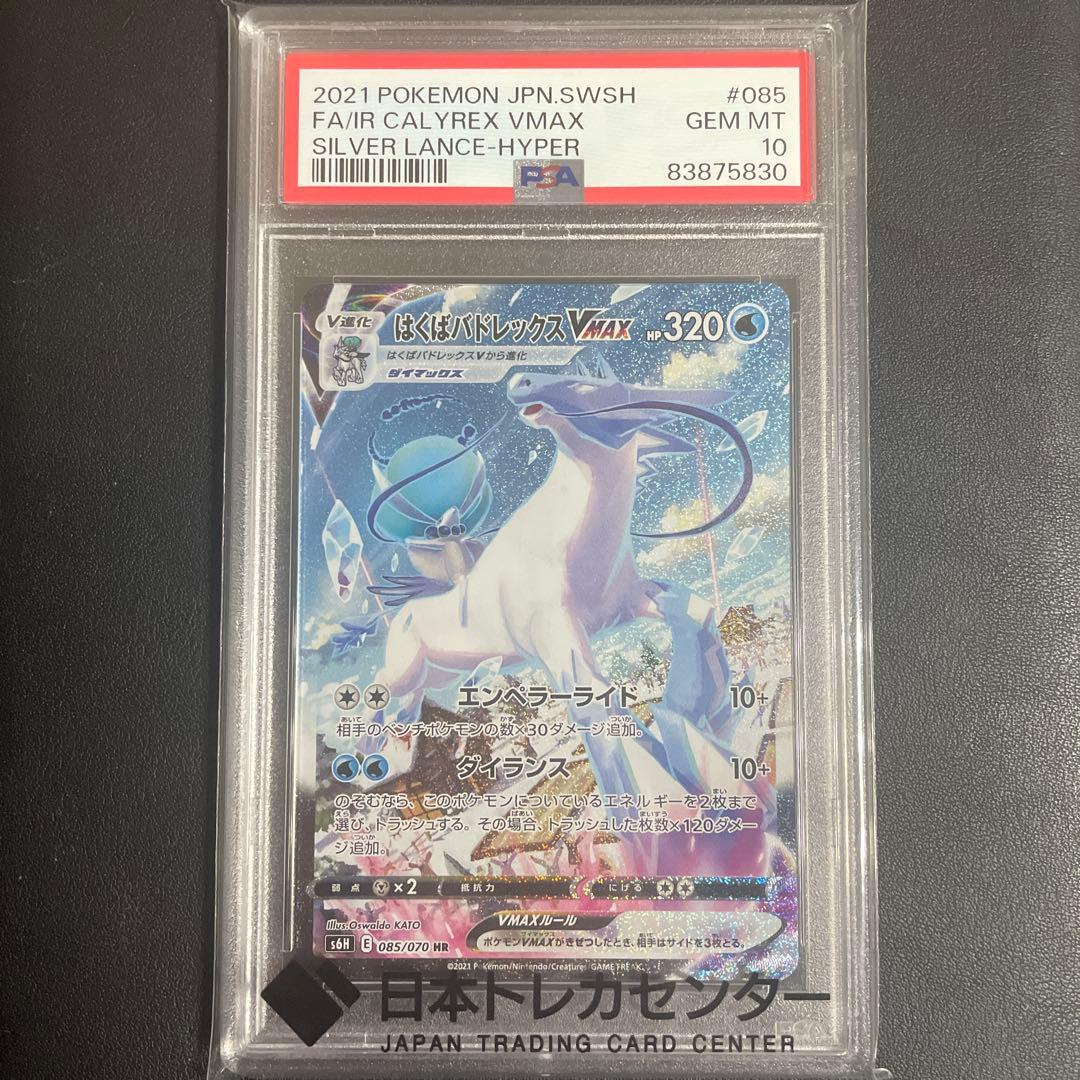 2021 POKEMON JPN.SWSH #085
FA/IR CALYREX VMAX GEM MT
SILVER LANCE-HYPER 10
PSA 83875830
V進化 はくばバドレックスVMAX HP320
はくばバドレックスVから進化
ダイマックス
エンペラーライド 10+
相手のベンチポケモンの数×30ダメージ追加。
ダイランス 10+
のぞむなら、このポケモンについているエネルギーを2枚まで
選び、トラッシュする。その場合、トラッシュした枚数×120ダメー
ジ追加。
弱点 ×2 抵抗力 にげる
Illus.Oswaldo KATO
VMAXルール
s6H E 085/070 HR
ポケモンVMAXがきぜつしたとき、相手はサイドを3枚とる。
©2021 Pokémon/Nintendo/Creatures GAME FREAK.
日本トレカセンター
JAPAN TRADING CARD CENTER